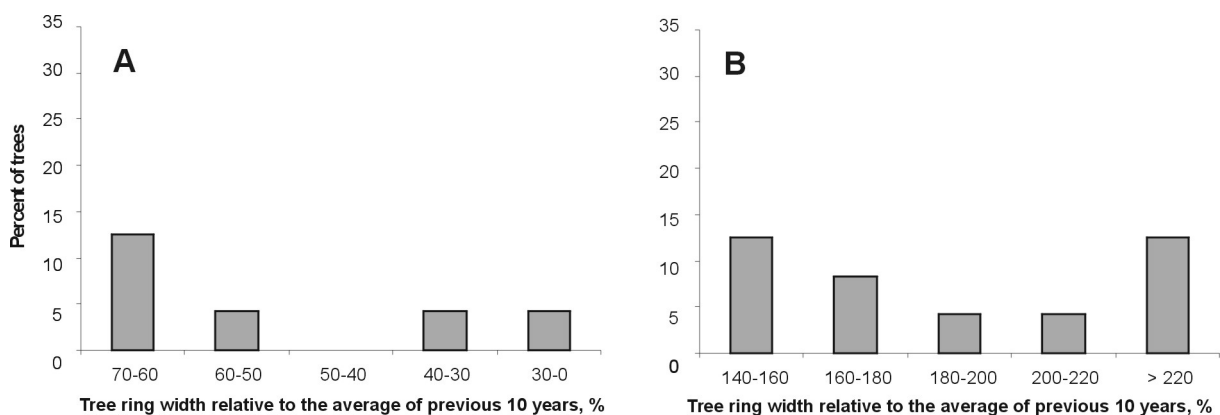 A
Percent of trees
35
30
25
20
15
10
5
0
70-60 60-50 50-40 40-30 30-0
Tree ring width relative to the average of previous 10 years, %
B
35
30
25
20
15
10
5
0
140-160 160-180 180-200 200-220 > 220
Tree ring width relative to the average of previous 10 years, %